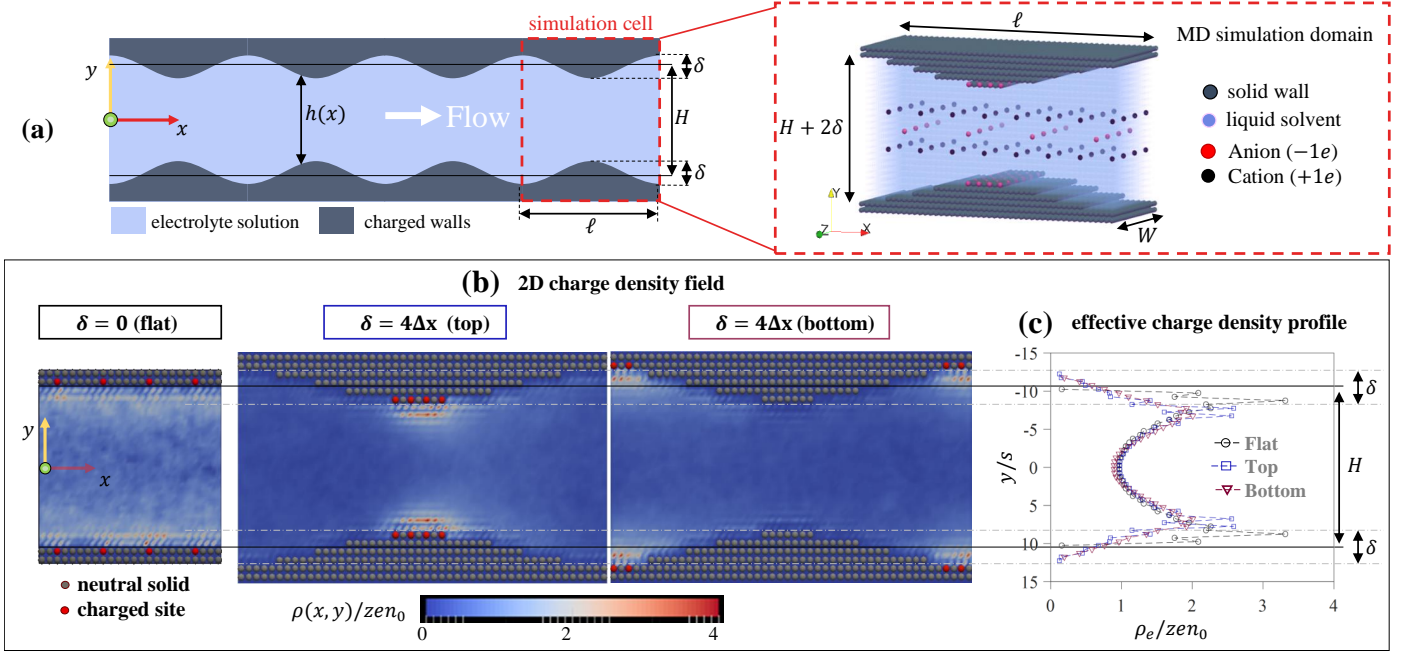 simulation cell
y
x
(a)
h(x)
Flow
δ
H
δ
ℓ
electrolyte solution
charged walls
ℓ
MD simulation domain
H + 2δ
solid wall
liquid solvent
Anion (−1e)
Cation (+1e)
Y
Z
X
W
(b) 2D charge density field
δ = 0 (flat)
δ = 4Δx (top)
δ = 4Δx (bottom)
y
x
neutral solid
charged site
ρ(x, y)/zen₀
0
2
4
(c) effective charge density profile
-15
-10
-5
0
5
10
15
y/s
Flat
Top
Bottom
0
1
2
3
4
ρₑ/zen₀
δ
H
δ